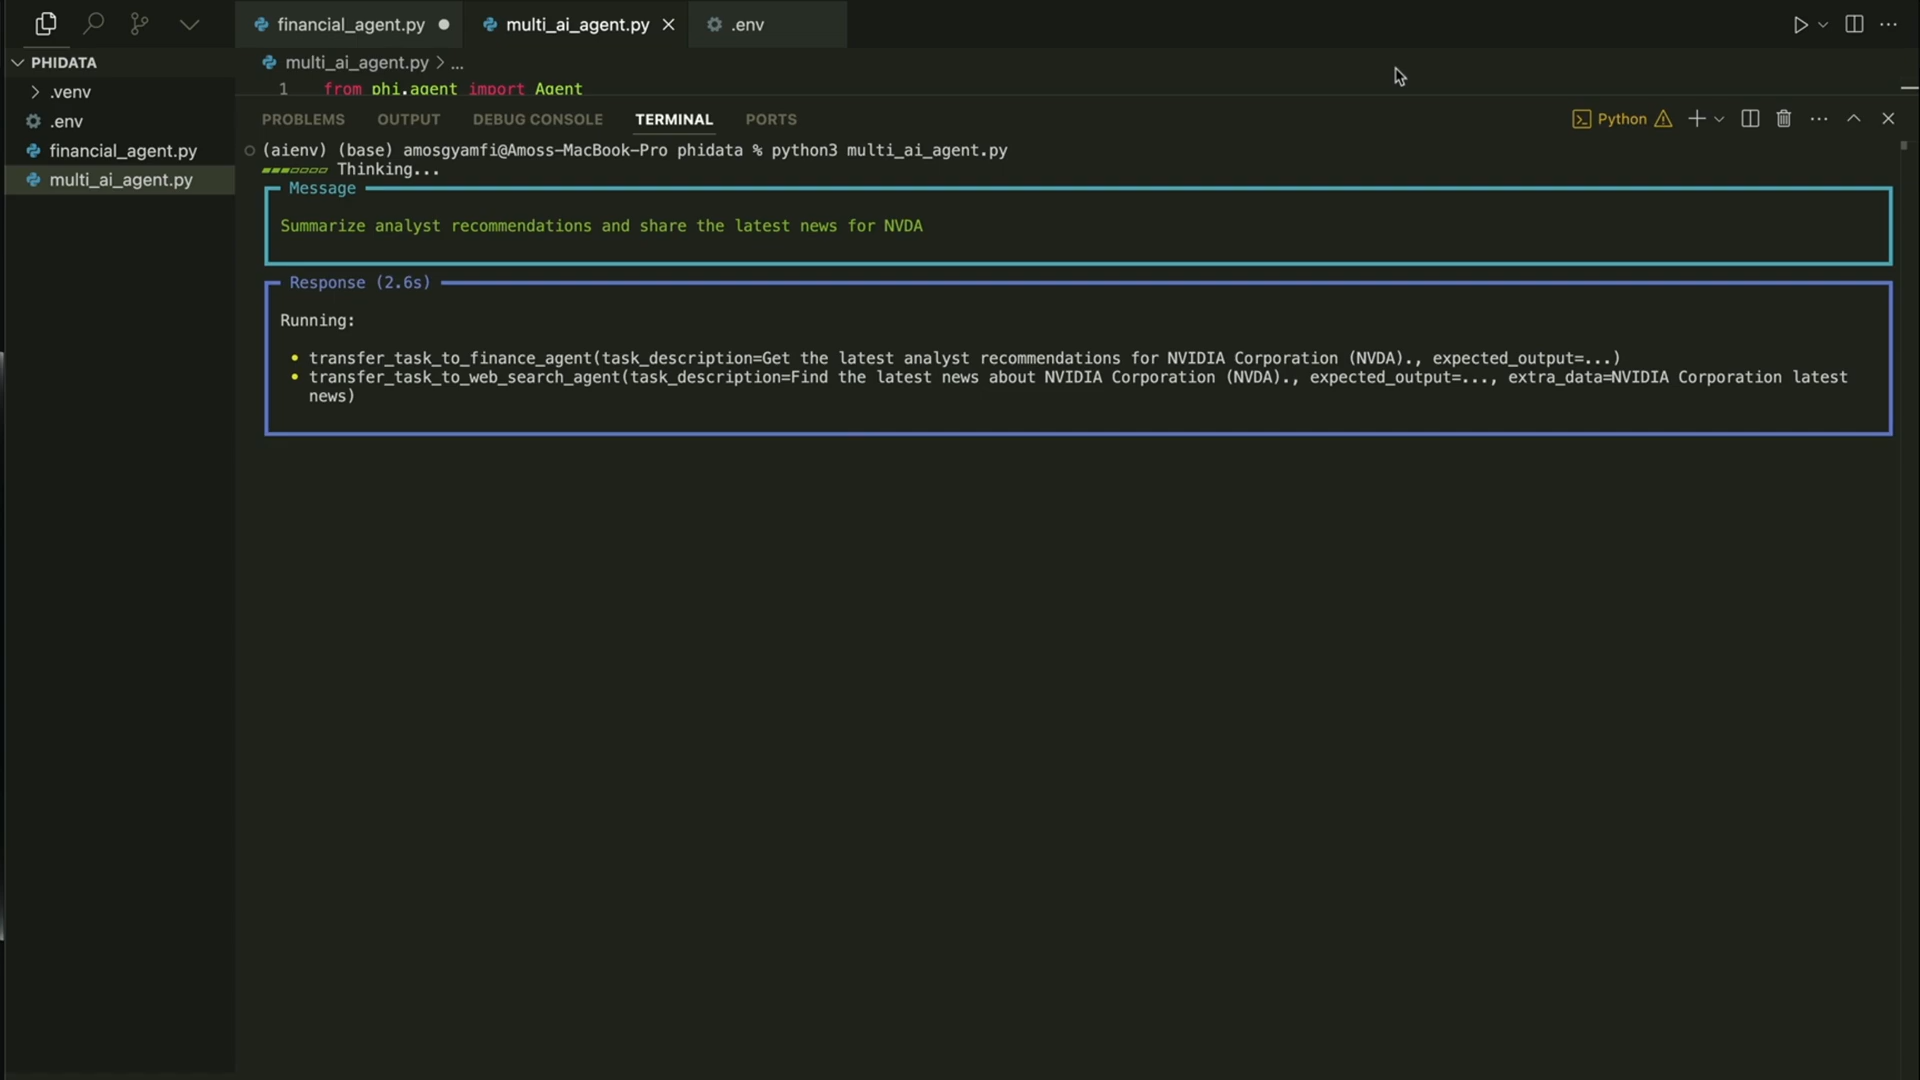 financial_agent.py
multi_ai_agent.py
.env
PHIDATA
multi_ai_agent.py > ...
.venv
1 from phi.agent import Agent
.env
PROBLEMS OUTPUT DEBUG CONSOLE TERMINAL PORTS
Python
financial_agent.py
(aienv) (base) amosgyamfi@Amoss-MacBook-Pro phidata % python3 multi_ai_agent.py
Thinking...
multi_ai_agent.py
Message
Summarize analyst recommendations and share the latest news for NVDA
Response (2.6s)
Running:
• transfer_task_to_finance_agent(task_description=Get the latest analyst recommendations for NVIDIA Corporation (NVDA)., expected_output=...)
• transfer_task_to_web_search_agent(task_description=Find the latest news about NVIDIA Corporation (NVDA)., expected_output=..., extra_data=NVIDIA Corporation latest
news)